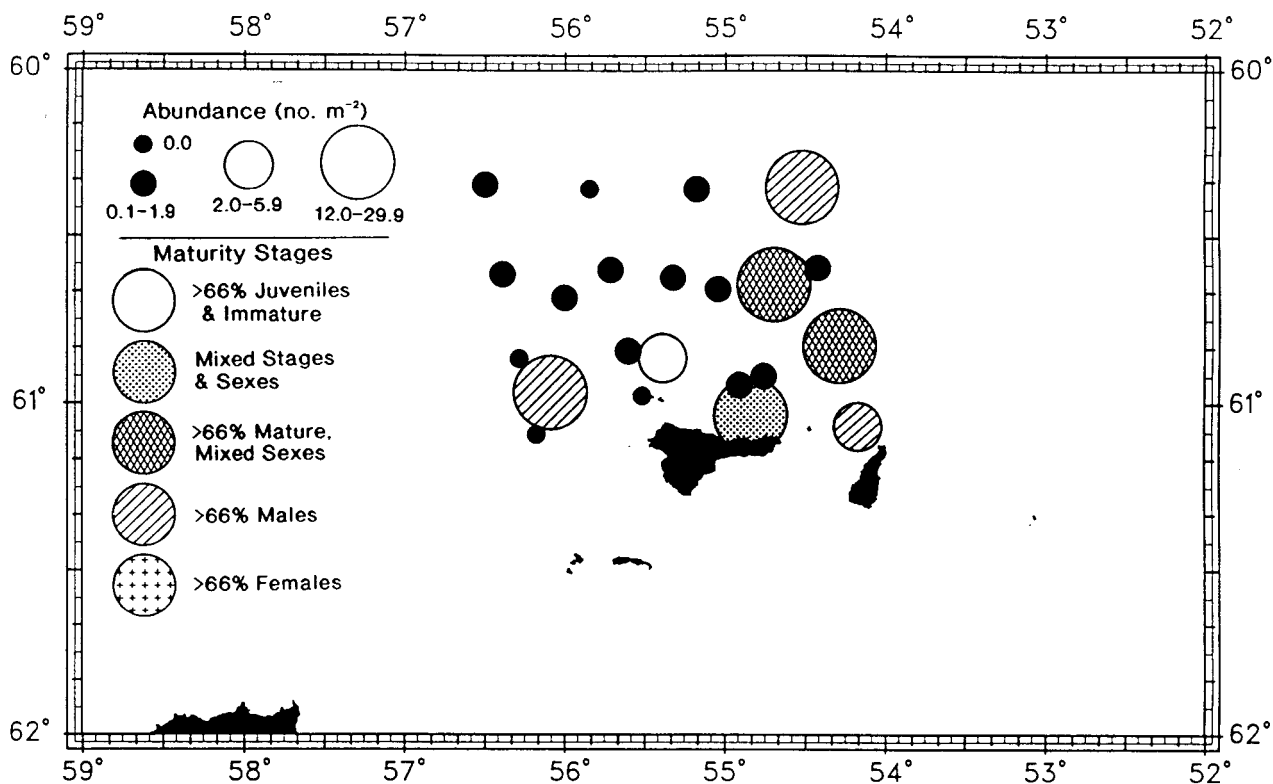 59° 58° 57° 56° 55° 54° 53° 52°
60° 60°
Abundance (no. m⁻²)
0.0
0.1–1.9 2.0–5.9 12.0–29.9
Maturity Stages
>66% Juveniles
& Immature
Mixed Stages
& Sexes
>66% Mature,
Mixed Sexes
>66% Males
>66% Females
61° 61°
62° 62°
59° 58° 57° 56° 55° 54° 53° 52°